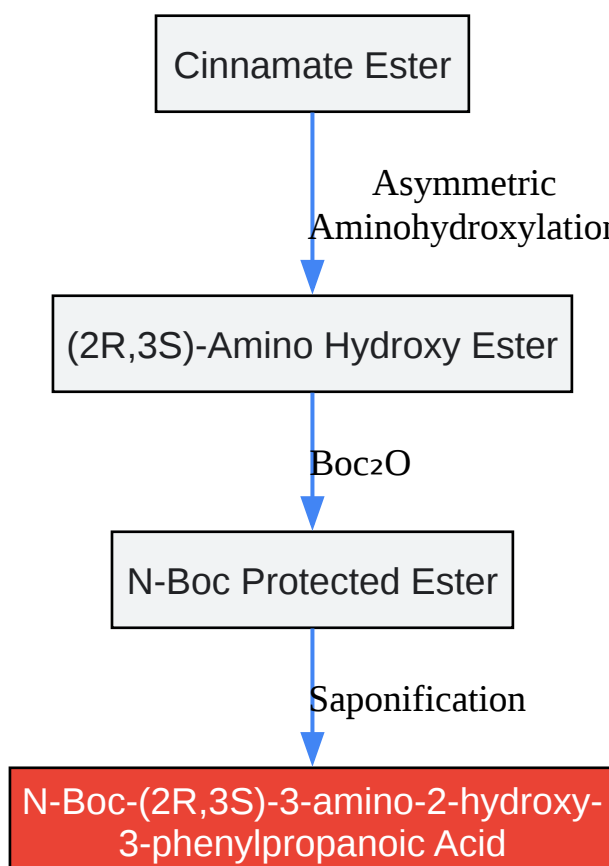 Cinnamate Ester
Asymmetric
Aminohydroxylation
(2R,3S)-Amino Hydroxy Ester
Boc₂O
N-Boc Protected Ester
Saponification
N-Boc-(2R,3S)-3-amino-2-hydroxy-
3-phenylpropanoic Acid